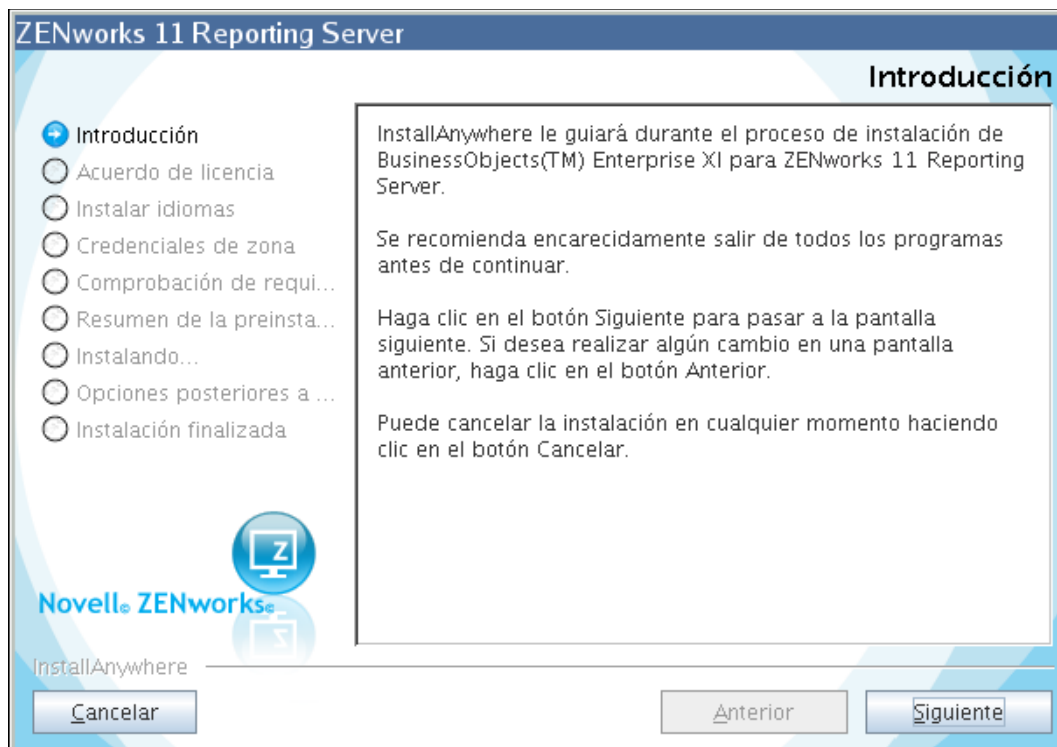 ZENworks 11 Reporting Server
Introducción
Introducción
Acuerdo de licencia
Instalar idiomas
Credenciales de zona
Comprobación de requi...
Resumen de la preinsta...
Instalando...
Opciones posteriores a ...
Instalación finalizada
InstallAnywhere le guiará durante el proceso de instalación de
BusinessObjects(TM) Enterprise XI para ZENworks 11 Reporting
Server.
Se recomienda encarecidamente salir de todos los programas
antes de continuar.
Haga clic en el botón Siguiente para pasar a la pantalla
siguiente. Si desea realizar algún cambio en una pantalla
anterior, haga clic en el botón Anterior.
Puede cancelar la instalación en cualquier momento haciendo
clic en el botón Cancelar.
Z
Novell® ZENworks®
InstallAnywhere
Cancelar
Anterior
Siguiente